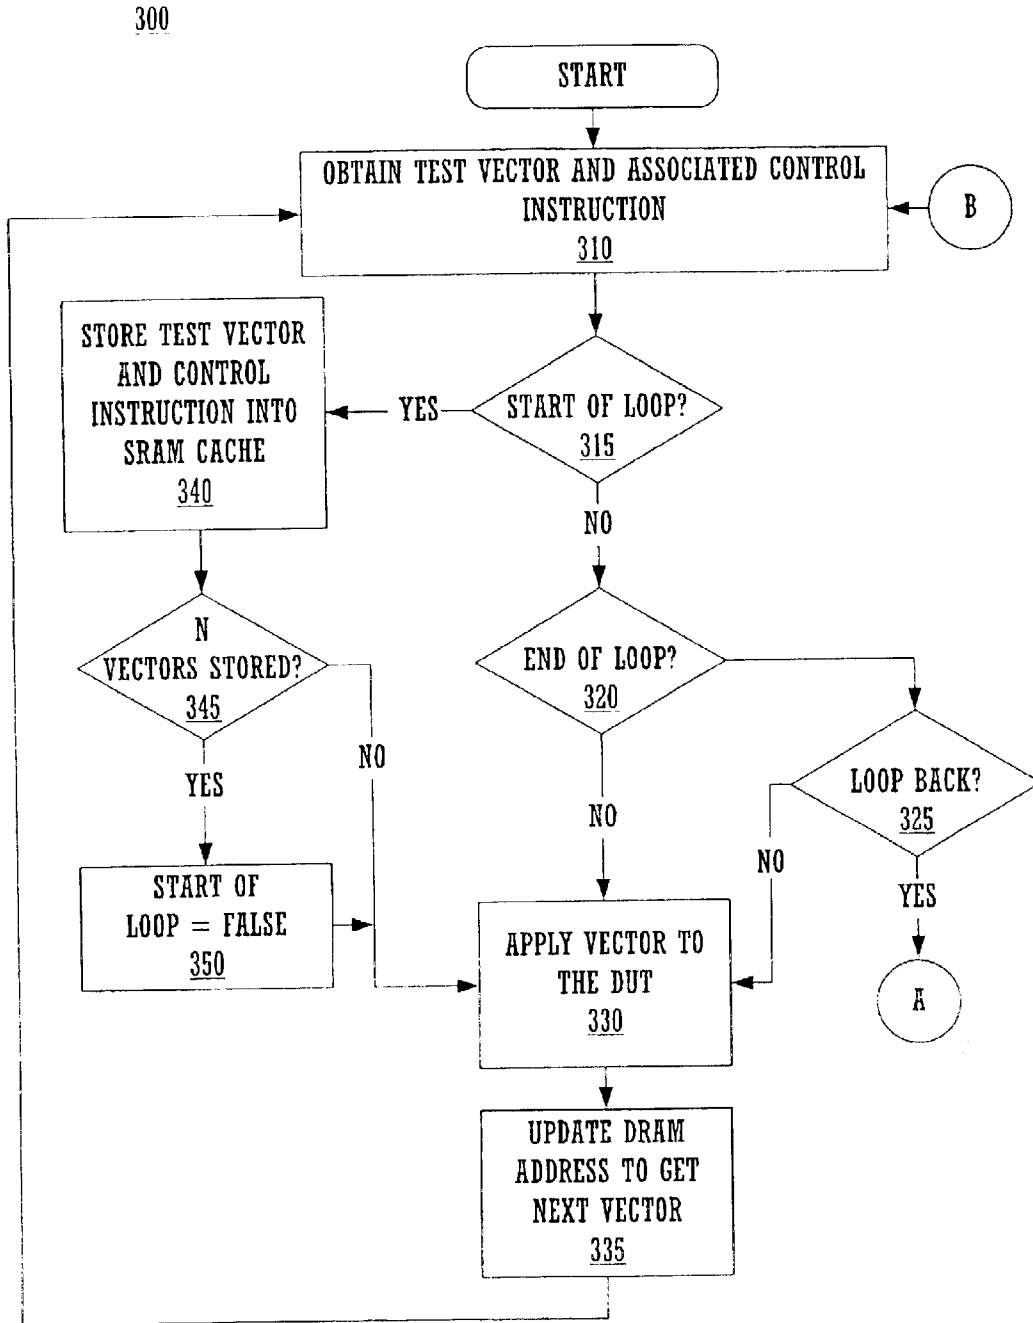 300
START
OBTAIN TEST VECTOR AND ASSOCIATED CONTROL
INSTRUCTION
310
B
STORE TEST VECTOR
AND CONTROL
INSTRUCTION INTO
SRAM CACHE
340
YES
START OF LOOP?
315
NO
N
VECTORS STORED?
345
END OF LOOP?
320
NO
YES
LOOP BACK?
325
NO
NO
YES
START OF
LOOP = FALSE
350
APPLY VECTOR TO
THE DUT
330
A
UPDATE DRAM
ADDRESS TO GET
NEXT VECTOR
335